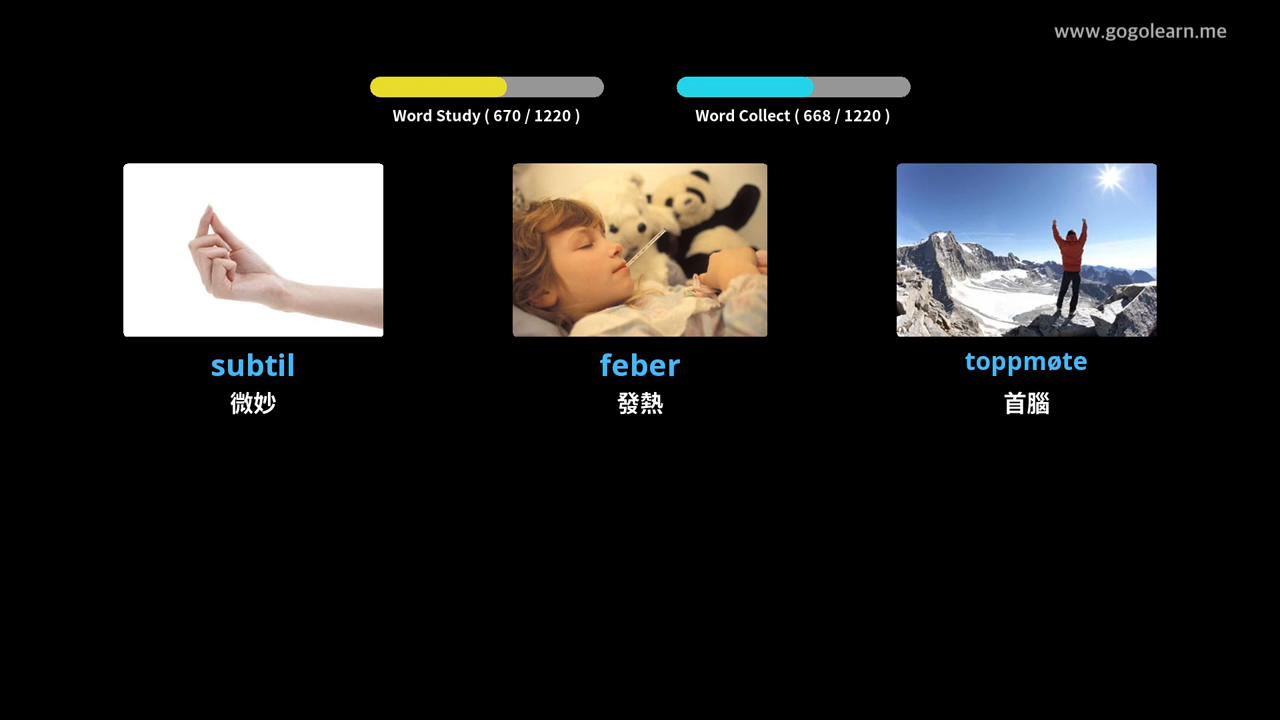 www.gogolearn.me
Word Study ( 670 / 1220 )
Word Collect ( 668 / 1220 )
subtil
微妙
feber
發熱
toppmøte
首腦